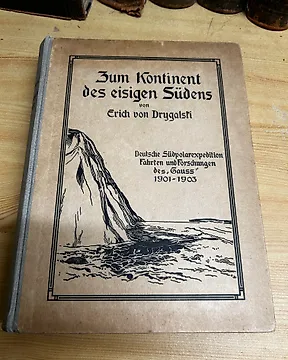 Zum Kontinent
des eisigen Südens
von
Erich von Drygalski
Deutsche Südpolarexpedition
Fahrten und Forschungen
des „Gauss"
1901-1903